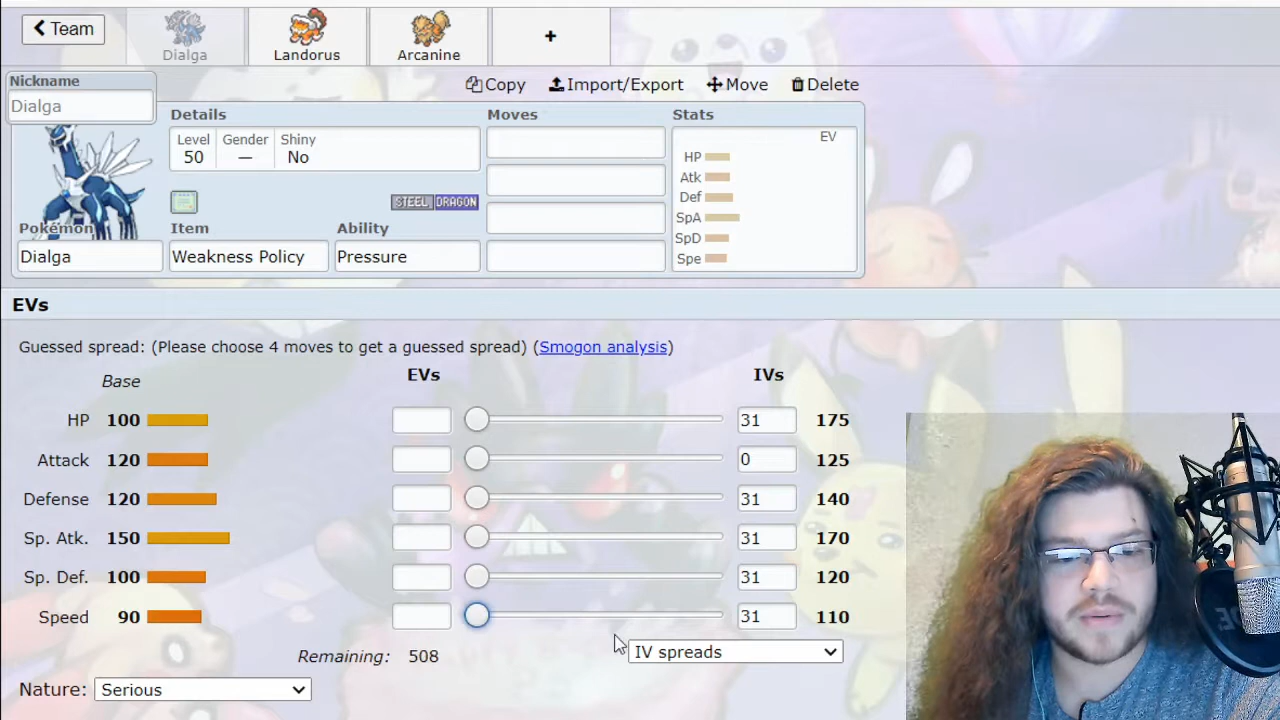 Team
Dialga
Landorus
Arcanine
+
Nickname
Dialga
Copy
Import/Export
Move
Delete
Details
Moves
Stats
Level
Gender
Shiny
50
—
No
EV
HP
Atk
Def
SpA
SpD
Spe
STEEL DRAGON
Pokémon
Item
Ability
Dialga
Weakness Policy
Pressure
EVs
Guessed spread: (Please choose 4 moves to get a guessed spread) (Smogon analysis)
Base
EVs
IVs
HP 100 31 175
Attack 120 0 125
Defense 120 31 140
Sp. Atk. 150 31 170
Sp. Def. 100 31 120
Speed 90 31 110
Remaining: 508
IV spreads
Nature: Serious